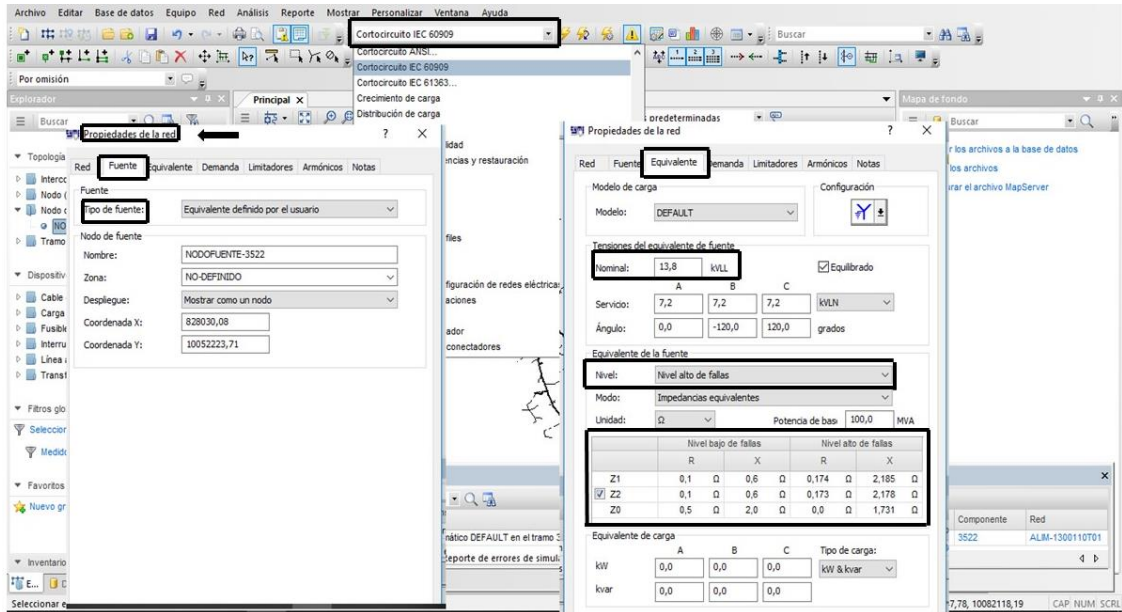 Archivo Editar Base de datos Equipo Red Análisis Reporte Mostrar Personalizar Ventana Ayuda
Cortocircuito IEC 60909
Buscar
Cortocircuito ANSI...
Cortocircuito IEC 60909
Cortocircuito IEC 61363...
Crecimiento de carga
Distribución de carga
Por omisión
Explorador
Principal X
predeterminadas
Mapa de fondo
Buscar
Buscar
Topología
Nodo
Tramo
Cable
Carga
Línea
Favoritos
Nuevo gr
Inventario
E...
Seleccionar e
Propiedades de la red
? X
Red Fuente Equivalente Demanda Limitadores Armónicos Notas
Fuente
Tipo de fuente: Equivalente definido por el usuario
Nodo de fuente
Nombre: NODOFUENTE-3522
Zona: NO-DEFINIDO
Despliegue: Mostrar como un nodo
Coordenada X: 828030,08
Coordenada Y: 10052223,71
lidad
encias y restauración
files
figuración de redes eléctricas
aciones
ador
conectadores
nático DEFAULT en el tramo 3
Reporte de errores de simula
Propiedades de la red
? X
Red Fuente Equivalente Demanda Limitadores Armónicos Notas
Modelo de carga
Modelo: DEFAULT
Configuración
Tensiones del equivalente de fuente
Nominal: 13,8 kVLL
Equilibrado
A B C
Servicio: 7,2 7,2 7,2 kVLN
Ángulo: 0,0 -120,0 120,0 grados
Equivalente de la fuente
Nivel: Nivel alto de fallas
Modo: Impedancias equivalentes
Unidad: Ω Potencia de base 100,0 MVA
Nivel bajo de fallas Nivel alto de fallas
R X R X
Z1 0,1 Ω 0,6 Ω 0,174 Ω 2,185 Ω
Z2 0,1 Ω 0,6 Ω 0,173 Ω 2,178 Ω
Z0 0,5 Ω 2,0 Ω 0,0 Ω 1,731 Ω
Equivalente de carga
A B C Tipo de carga:
kW 0,0 0,0 0,0 kW & kvar
kvar 0,0 0,0 0,0
r los archivos a la base de datos
los archivos
rar el archivo MapServer
Componente Red
3522 ALIM-1300110T01
7,78, 10082118,19 CAP NUM SCRL